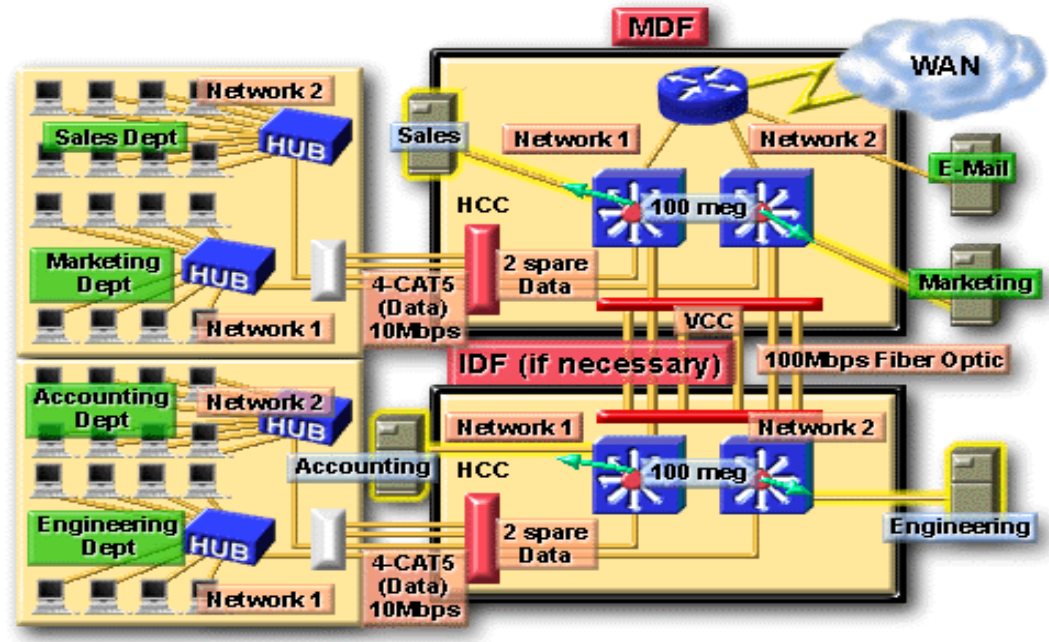 MDF
WAN
Network 2
Sales Dept
HUB
Sales
Network 1
Network 2
E-Mail
100 meg
HCC
Marketing
Dept
HUB
2 spare
Data
4-CAT5
(Data)
10Mbps
Marketing
Network 1
VCC
IDF (if necessary)
100Mbps Fiber Optic
Accounting
Dept
Network 2
HUB
Network 1
Network 2
Accounting
HCC
100 meg
Engineering
Dept
HUB
2 spare
Data
Engineering
4-CAT5
(Data)
10Mbps
Network 1